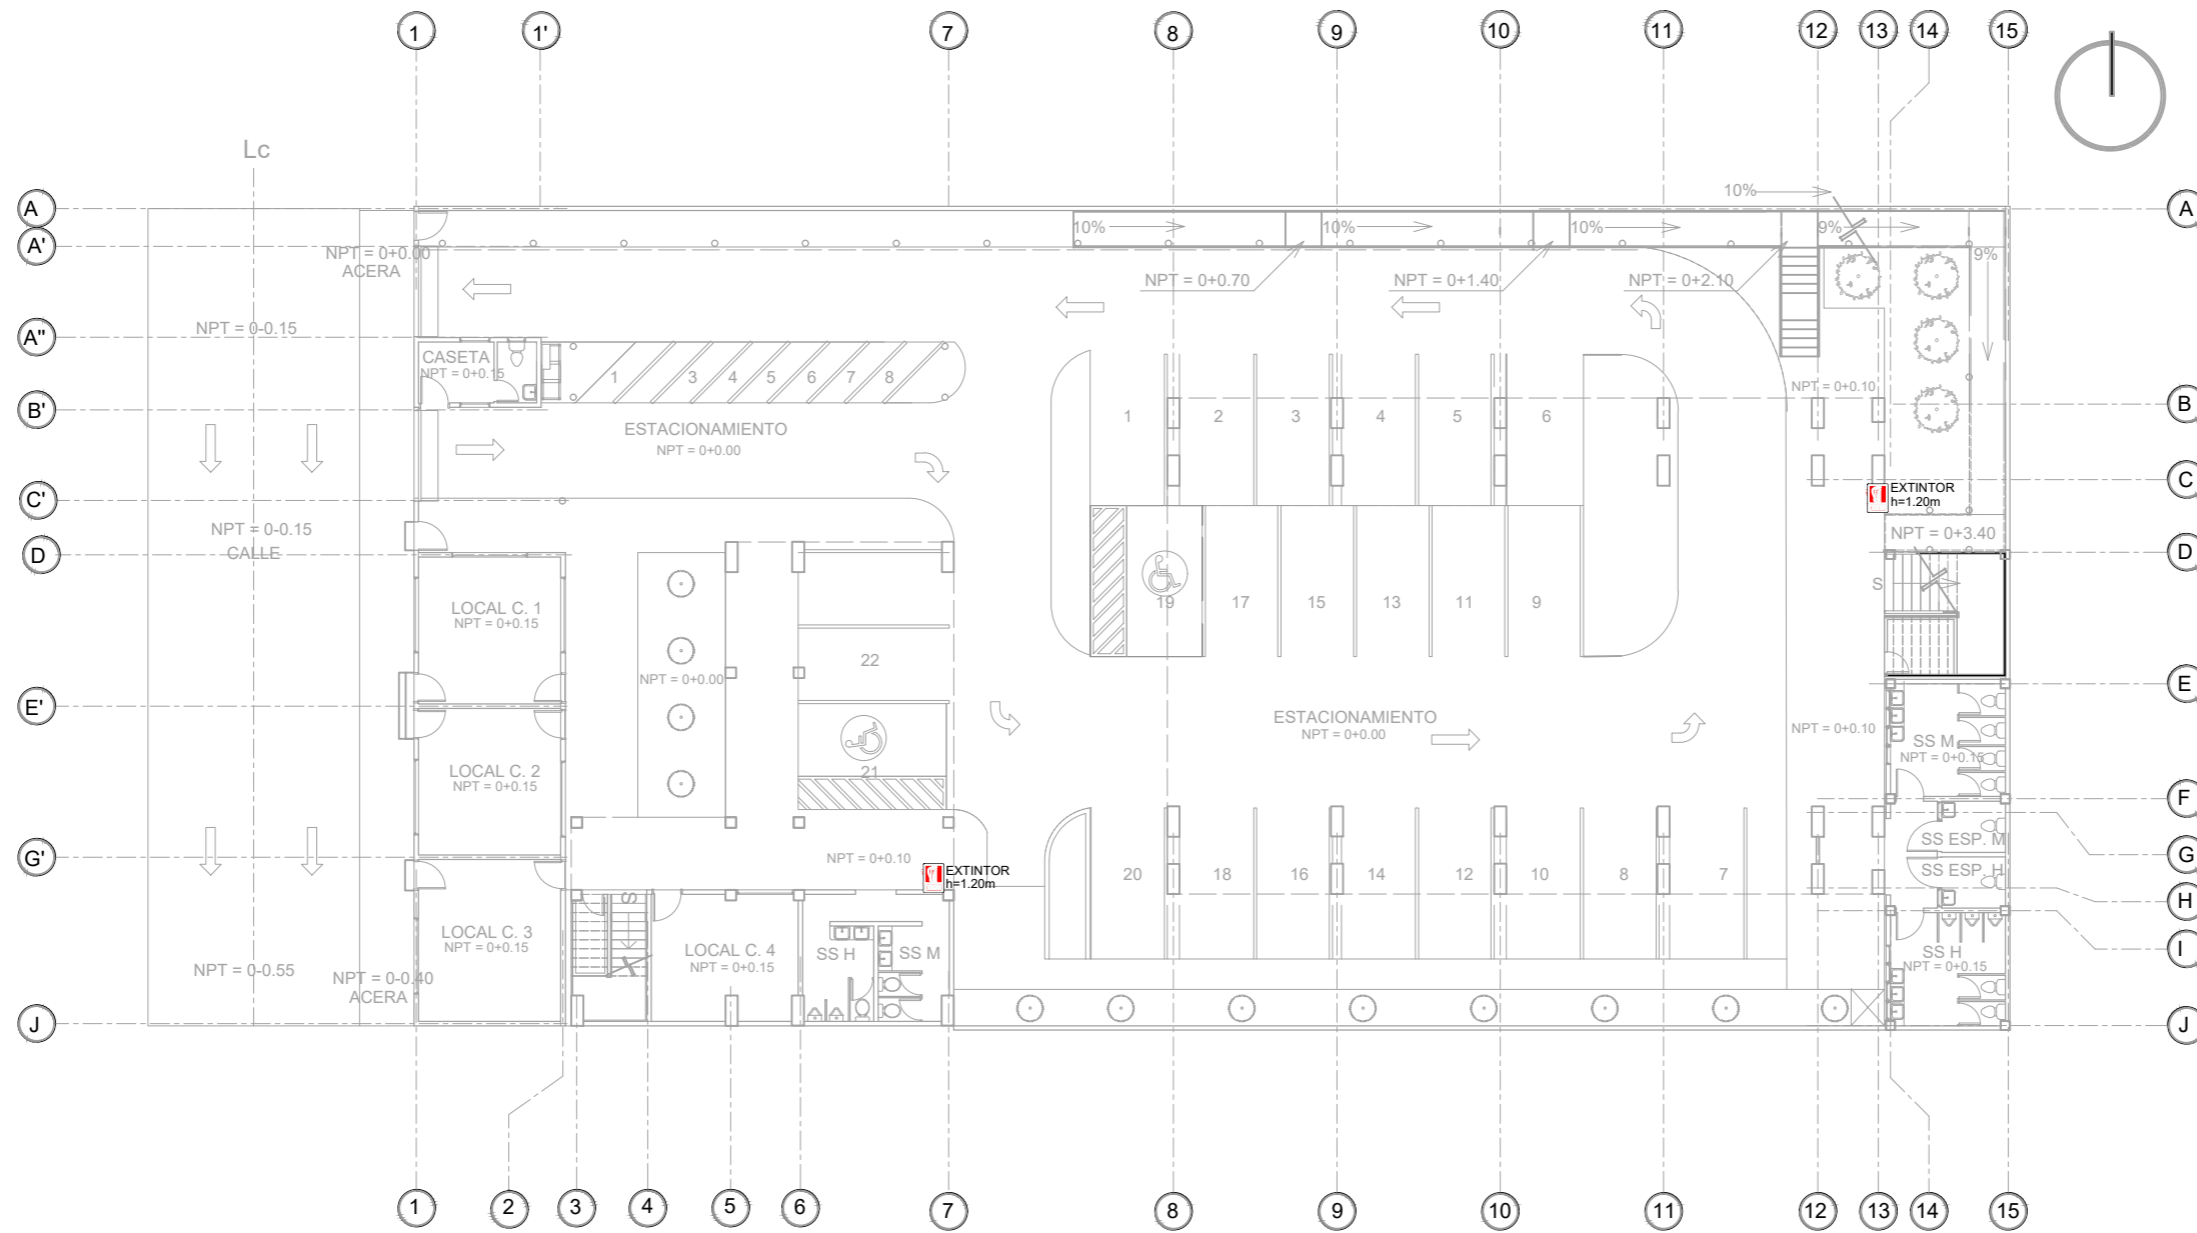 1
1'
7
8
9
10
11
12
13
14
15
Lc
A
A'
A''
B'
C'
D
E'
G'
J
A
B
C
D
E
F
G
H
I
J
10%
10%
10%
10%
9%
9%
NPT = 0+0.00
ACERA
NPT = 0+0.70
NPT = 0+1.40
NPT = 0+2.10
NPT = 0-0.15
CASETA
NPT = 0+0.15
1
3
4
5
6
7
8
NPT = 0+0.10
ESTACIONAMIENTO
NPT = 0+0.00
1
2
3
4
5
6
EXTINTOR
h=1.20m
NPT = 0-0.15
CALLE
NPT = 0+3.40
S
LOCAL C. 1
NPT = 0+0.15
19
17
15
13
11
9
22
NPT = 0+0.00
21
ESTACIONAMIENTO
NPT = 0+0.00
NPT = 0+0.10
SS M
NPT = 0+0.15
LOCAL C. 2
NPT = 0+0.15
SS ESP. M
SS ESP. H
NPT = 0+0.10
EXTINTOR
h=1.20m
20
18
16
14
12
10
8
7
S
LOCAL C. 3
NPT = 0+0.15
LOCAL C. 4
NPT = 0+0.15
SS H
SS M
SS H
NPT = 0+0.15
NPT = 0-0.55
NPT = 0-0.40
ACERA
1
2
3
4
5
6
7
8
9
10
11
12
13
14
15